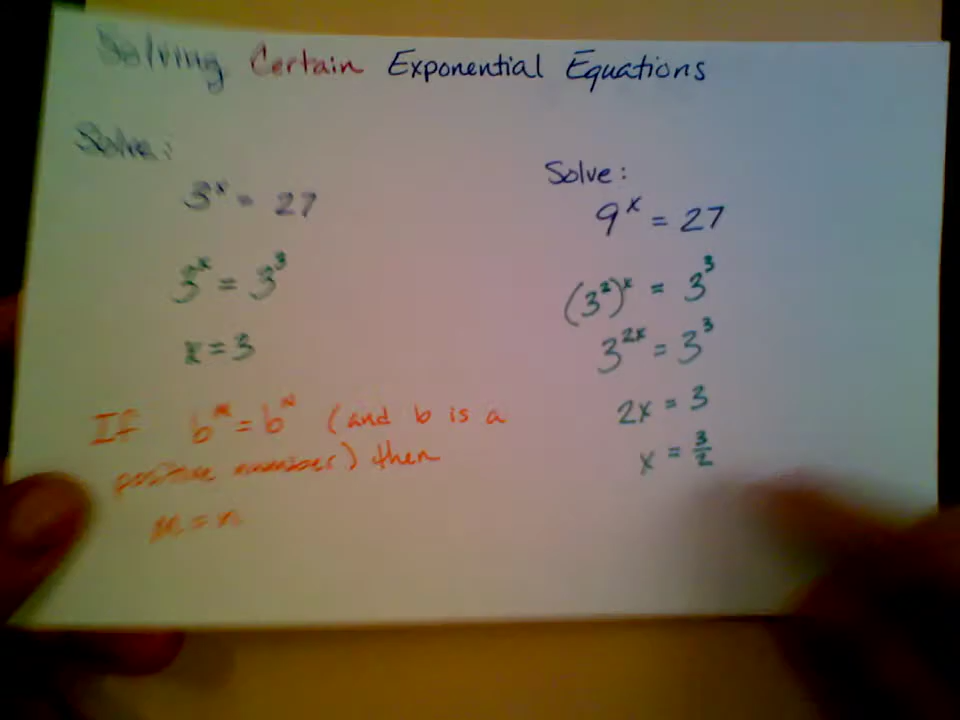 Solving Certain Exponential Equations
Solve:
3^x = 27
3^x = 3^3
x = 3
If b^m = b^n (and b is a
positive number) then
m = n
Solve:
9^x = 27
(3^2)^x = 3^3
3^{2x} = 3^3
2x = 3
x = 3/2